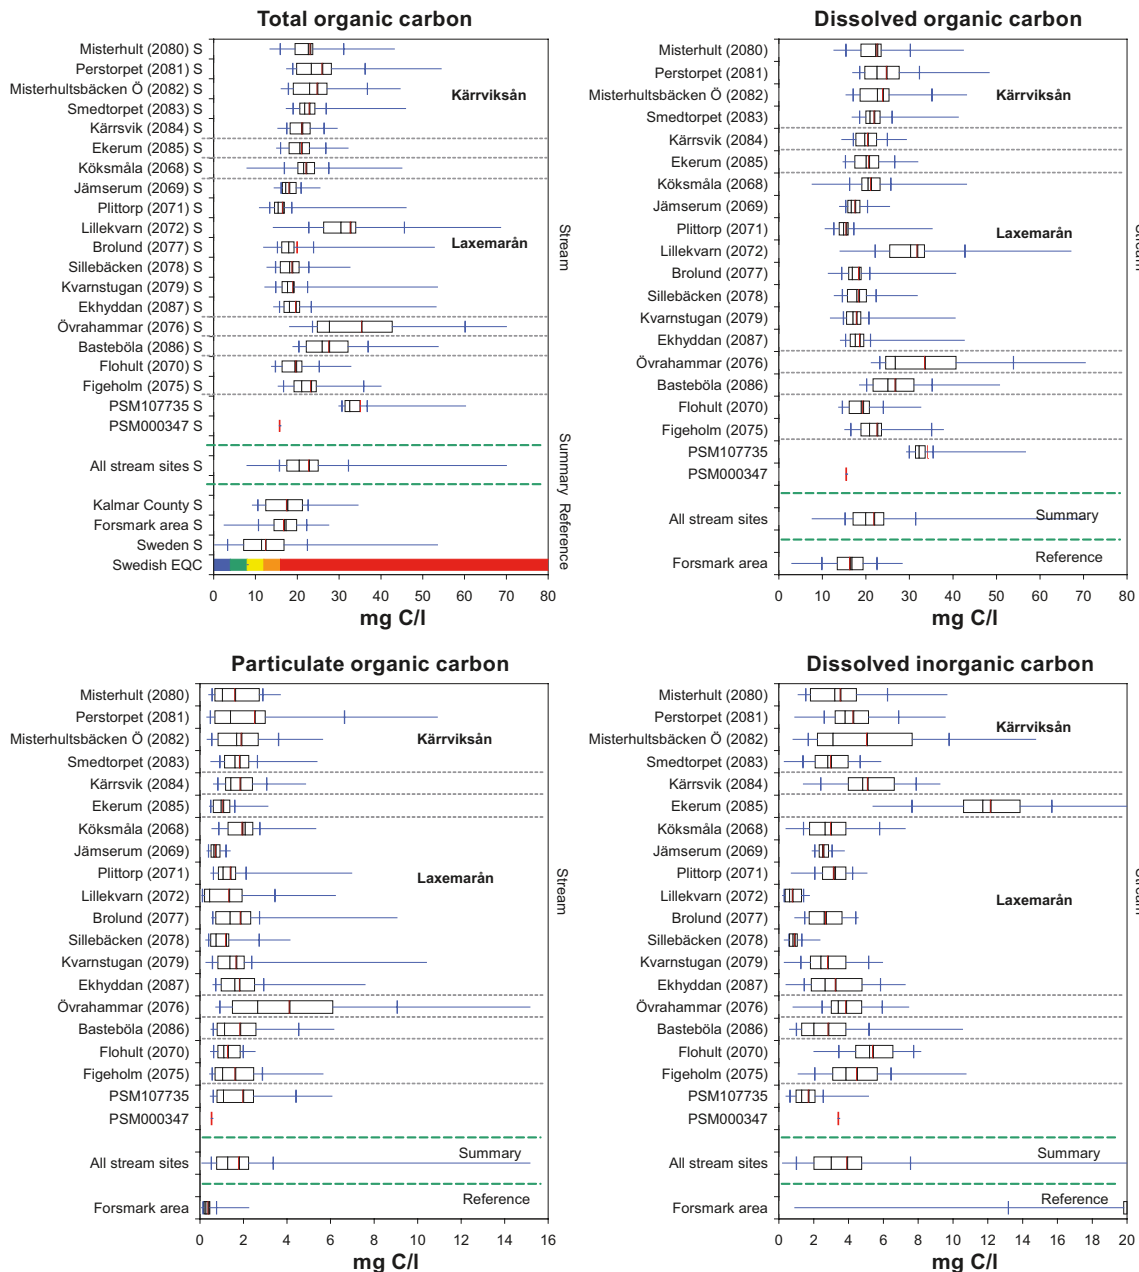 Total organic carbon
Misterhult (2080) S
Perstorpet (2081) S
Misterhultsbäcken Ö (2082) S
Smedtorpet (2083) S
Kärrsvik (2084) S
Ekerum (2085) S
Köksmåla (2068) S
Jämserum (2069) S
Plittorp (2071) S
Lillekvarn (2072) S
Brolund (2077) S
Sillebäcken (2078) S
Kvarnstugan (2079) S
Ekhyddan (2087) S
Övrahammar (2076) S
Basteböla (2086) S
Flohult (2070) S
Figeholm (2075) S
PSM107735 S
PSM000347 S
All stream sites S
Kalmar County S
Forsmark area S
Sweden S
Swedish EQC
Kärrviksån
Laxemarån
Stream
Summary
Reference
0 10 20 30 40 50 60 70 80
mg C/l
Dissolved organic carbon
Misterhult (2080)
Perstorpet (2081)
Misterhultsbäcken Ö (2082)
Smedtorpet (2083)
Kärrsvik (2084)
Ekerum (2085)
Köksmåla (2068)
Jämserum (2069)
Plittorp (2071)
Lillekvarn (2072)
Brolund (2077)
Sillebäcken (2078)
Kvarnstugan (2079)
Ekhyddan (2087)
Övrahammar (2076)
Basteböla (2086)
Flohult (2070)
Figeholm (2075)
PSM107735
PSM000347
All stream sites
Forsmark area
Kärrviksån
Laxemarån
Stream
Summary
Reference
0 10 20 30 40 50 60 70 80
mg C/l
Particulate organic carbon
Misterhult (2080)
Perstorpet (2081)
Misterhultsbäcken Ö (2082)
Smedtorpet (2083)
Kärrsvik (2084)
Ekerum (2085)
Köksmåla (2068)
Jämserum (2069)
Plittorp (2071)
Lillekvarn (2072)
Brolund (2077)
Sillebäcken (2078)
Kvarnstugan (2079)
Ekhyddan (2087)
Övrahammar (2076)
Basteböla (2086)
Flohult (2070)
Figeholm (2075)
PSM107735
PSM000347
All stream sites
Forsmark area
Kärrviksån
Laxemarån
Stream
Summary
Reference
0 2 4 6 8 10 12 14 16
mg C/l
Dissolved inorganic carbon
Misterhult (2080)
Perstorpet (2081)
Misterhultsbäcken Ö (2082)
Smedtorpet (2083)
Kärrsvik (2084)
Ekerum (2085)
Köksmåla (2068)
Jämserum (2069)
Plittorp (2071)
Lillekvarn (2072)
Brolund (2077)
Sillebäcken (2078)
Kvarnstugan (2079)
Ekhyddan (2087)
Övrahammar (2076)
Basteböla (2086)
Flohult (2070)
Figeholm (2075)
PSM107735
PSM000347
All stream sites
Forsmark area
Kärrviksån
Laxemarån
Stream
Summary
Reference
0 2 4 6 8 10 12 14 16 18 20
mg C/l